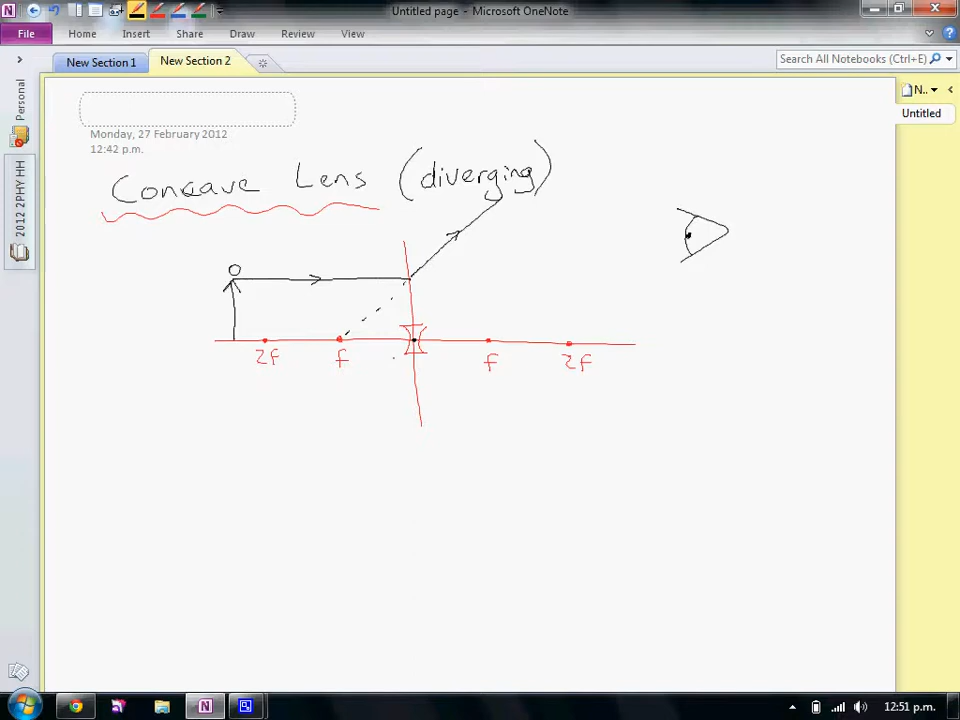 Untitled page - Microsoft OneNote
File Home Insert Share Draw Review View
New Section 1 New Section 2
Search All Notebooks (Ctrl+E)
N..
Untitled
Personal
2012 2PHY HH
Monday, 27 February 2012
12:42 p.m.
Concave Lens (diverging)
O
2f f f 2f
12:51 p.m.